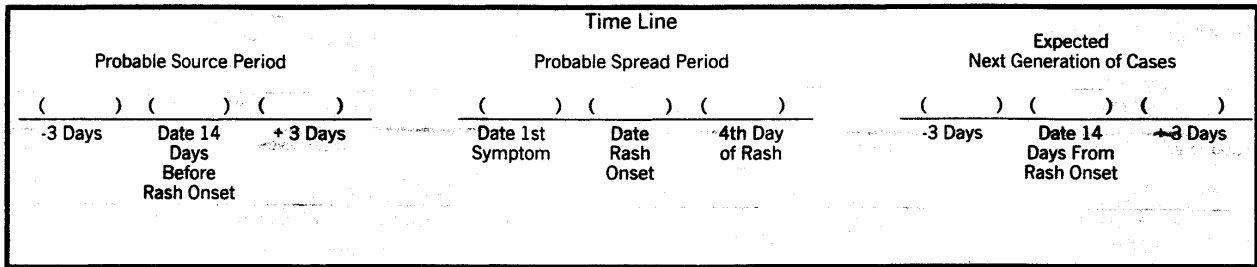 Time Line
Probable Source Period
Probable Spread Period
Expected
Next Generation of Cases
( ) ( ) ( )
( ) ( ) ( )
( ) ( ) ( )
-3 Days
Date 14
Days
Before
Rash Onset
+ 3 Days
Date 1st
Symptom
Date
Rash
Onset
4th Day
of Rash
-3 Days
Date 14
Days From
Rash Onset
+3 Days